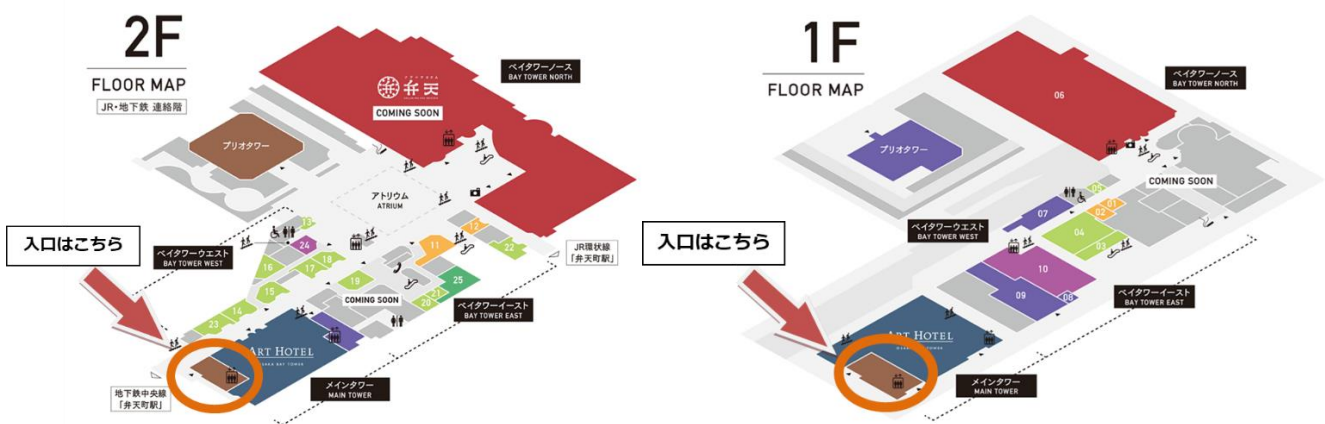 2F
FLOOR MAP
JR・地下鉄 連絡階
ベイタワーノース
BAY TOWER NORTH
弁天
COMING SOON
プリオタワー
アトリウム
ATRIUM
入口はこちら
ベイタワーウエスト
BAY TOWER WEST
13
24
16
17
18
15
14
23
19
11
12
22
JR環状線
「弁天町駅」
25
21
20
COMING SOON
ベイタワーイースト
BAY TOWER EAST
ART HOTEL
OSAKA BAY TOWER
メインタワー
MAIN TOWER
地下鉄中央線
「弁天町駅」
1F
FLOOR MAP
ベイタワーノース
BAY TOWER NORTH
06
プリオタワー
COMING SOON
入口はこちら
ベイタワーウエスト
BAY TOWER WEST
05
07
01
02
04
03
10
09
08
ベイタワーイースト
BAY TOWER EAST
ART HOTEL
OSAKA BAY TOWER
メインタワー
MAIN TOWER